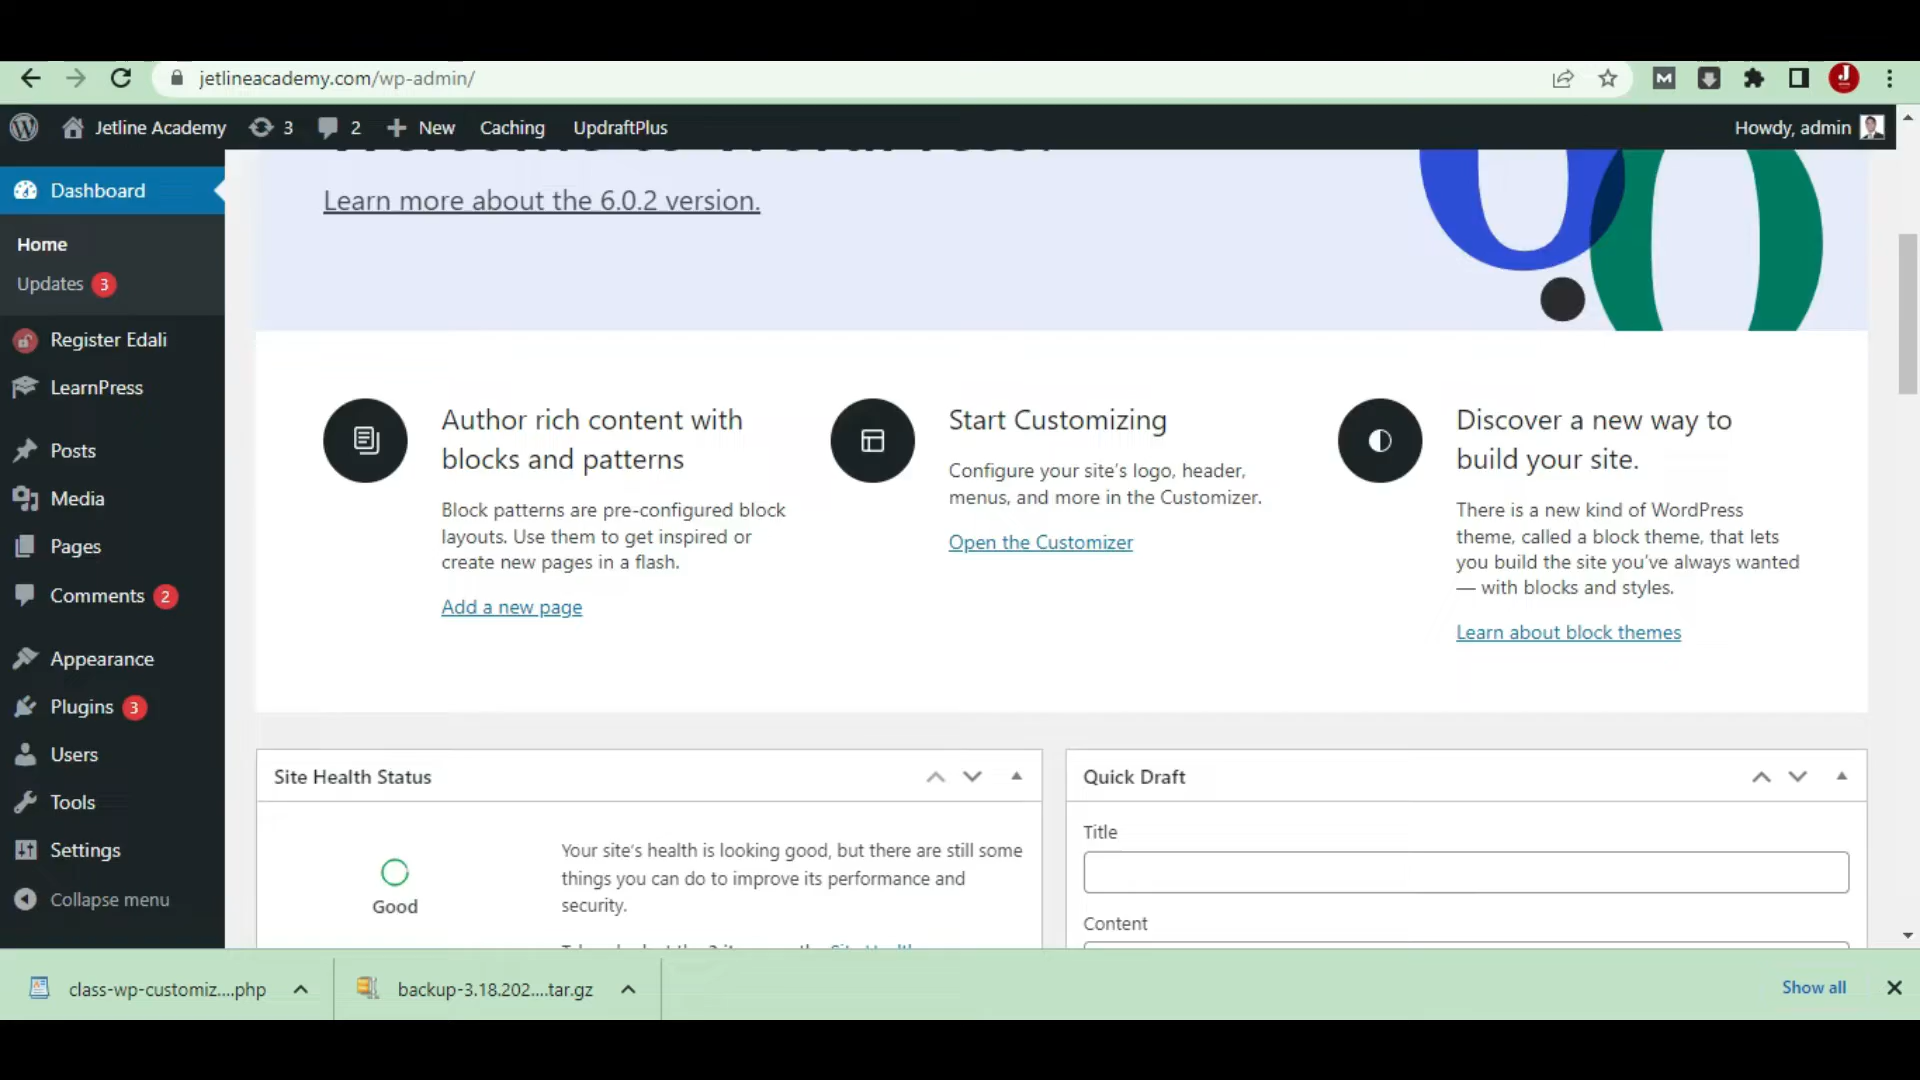 jetlineacademy.com/wp-admin/
Jetline Academy 3 2 New Caching UpdraftPlus Howdy, admin
Welcome to WordPress!
Learn more about the 6.0.2 version.
Dashboard
Home
Updates 3
Register Edali
LearnPress
Posts
Media
Pages
Comments 2
Appearance
Plugins 3
Users
Tools
Settings
Collapse menu
Author rich content with
blocks and patterns
Block patterns are pre-configured block
layouts. Use them to get inspired or
create new pages in a flash.
Add a new page
Start Customizing
Configure your site's logo, header,
menus, and more in the Customizer.
Open the Customizer
Discover a new way to
build your site.
There is a new kind of WordPress
theme, called a block theme, that lets
you build the site you've always wanted
— with blocks and styles.
Learn about block themes
Site Health Status
Good
Your site's health is looking good, but there are still some
things you can do to improve its performance and
security.
Quick Draft
Title
Content
class-wp-customiz....php
backup-3.18.202....tar.gz
Show all